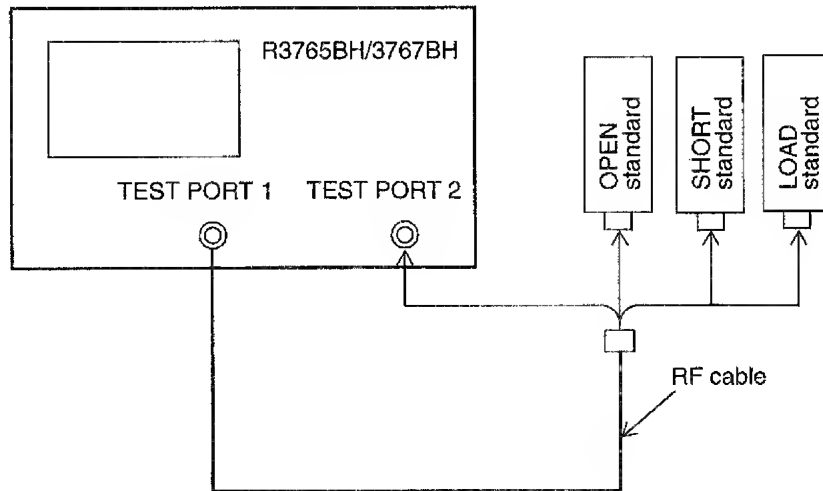 R3765BH/3767BH
TEST PORT 1
TEST PORT 2
OPEN
standard
SHORT
standard
LOAD
standard
RF cable